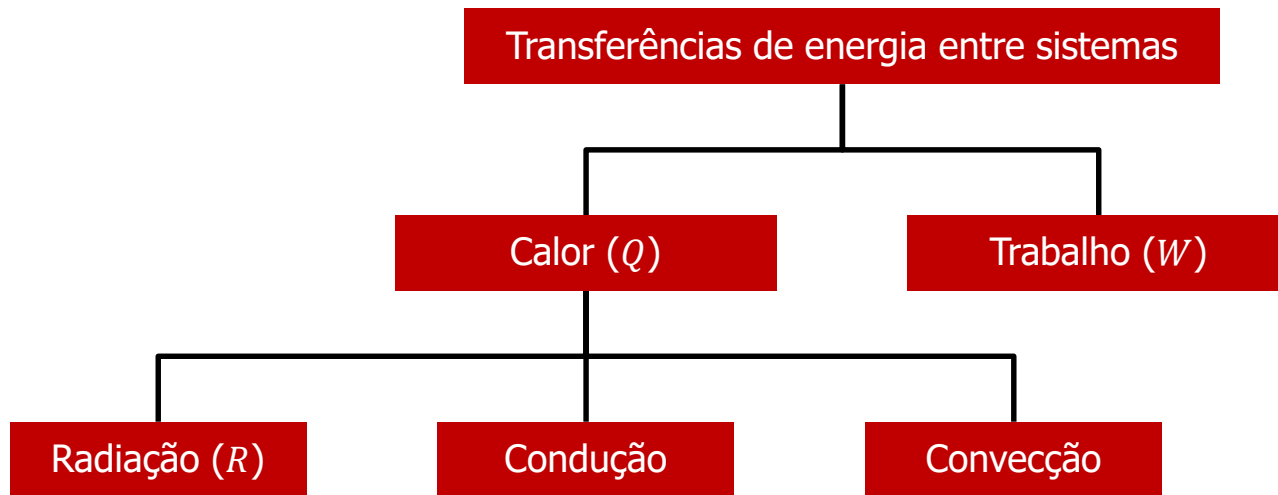 Transferências de energia entre sistemas
Calor (Q)
Trabalho (W)
Radiação (R)
Condução
Convecção